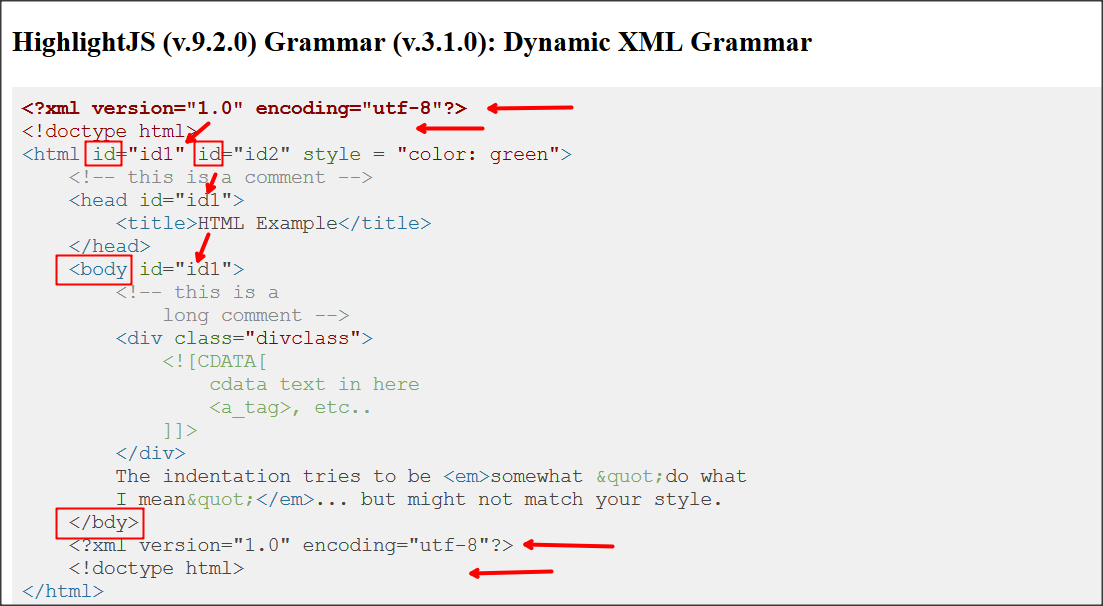 HighlightJS (v.9.2.0) Grammar (v.3.1.0): Dynamic XML Grammar
<?xml version="1.0" encoding="utf-8"?>
<!doctype html>
<html id="id1" id="id2" style = "color: green">
    <!-- this is a comment -->
    <head id="id1">
        <title>HTML Example</title>
    </head>
    <body id="id1">
        <!-- this is a
            long comment -->
        <div class="divclass">
            <![CDATA[
                cdata text in here
                <a_tag>, etc..
            ]]>
        </div>
        The indentation tries to be <em>somewhat &quot;do what
        I mean&quot;</em>... but might not match your style.
    </bdy>
    <?xml version="1.0" encoding="utf-8"?>
    <!doctype html>
</html>